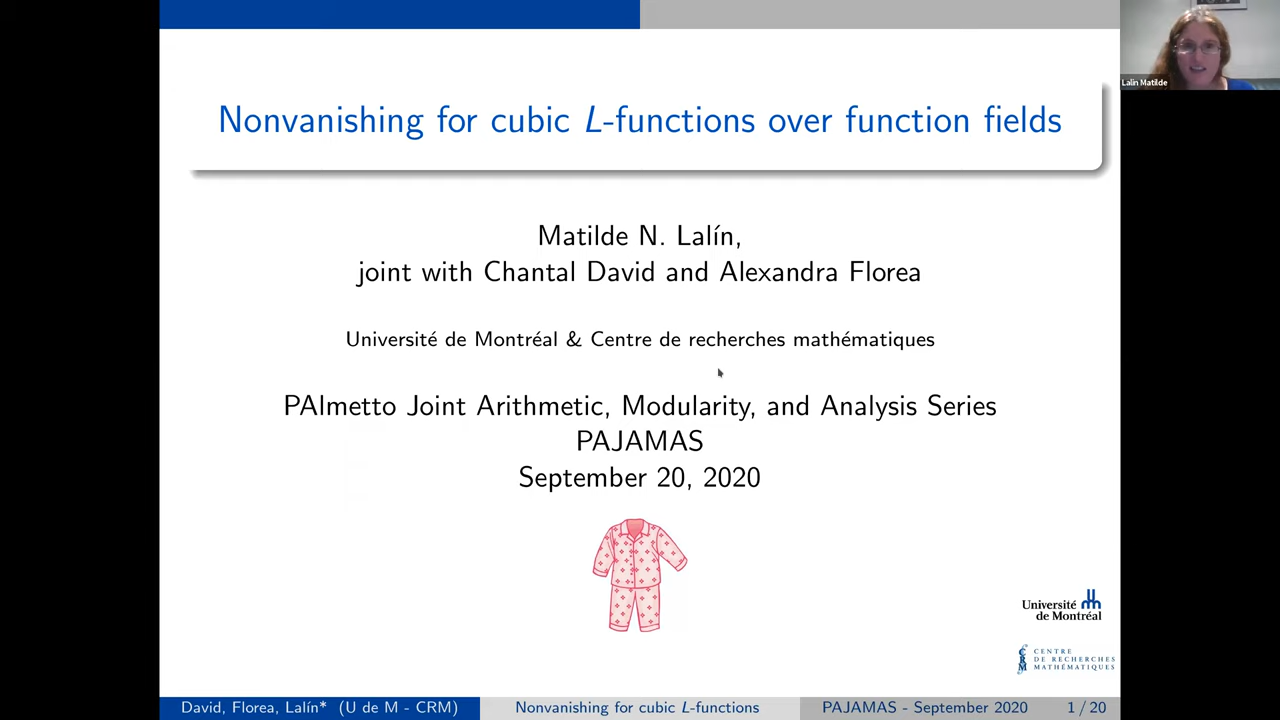 Nonvanishing for cubic L-functions over function fields
Lalín Matilde
Matilde N. Lalín,
joint with Chantal David and Alexandra Florea
Université de Montréal & Centre de recherches mathématiques
PAlmetto Joint Arithmetic, Modularity, and Analysis Series
PAJAMAS
September 20, 2020
Université
de Montréal
CRM
CENTRE
DE RECHERCHES
MATHÉMATIQUES
David, Florea, Lalín* (U de M - CRM)
Nonvanishing for cubic L-functions
PAJAMAS - September 2020
1 / 20